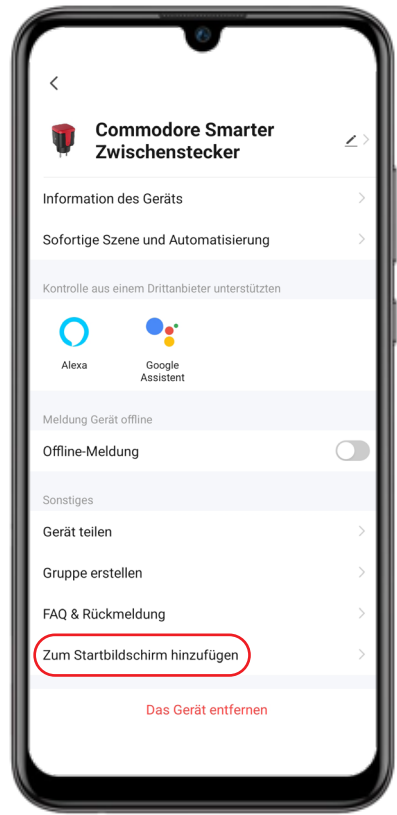 Commodore Smarter
Zwischenstecker
Information des Geräts
Sofortige Szene und Automatisierung
Kontrolle aus einem Drittanbieter unterstützten
Alexa
Google
Assistent
Meldung Gerät offline
Offline-Meldung
Sonstiges
Gerät teilen
Gruppe erstellen
FAQ & Rückmeldung
Zum Startbildschirm hinzufügen
Das Gerät entfernen